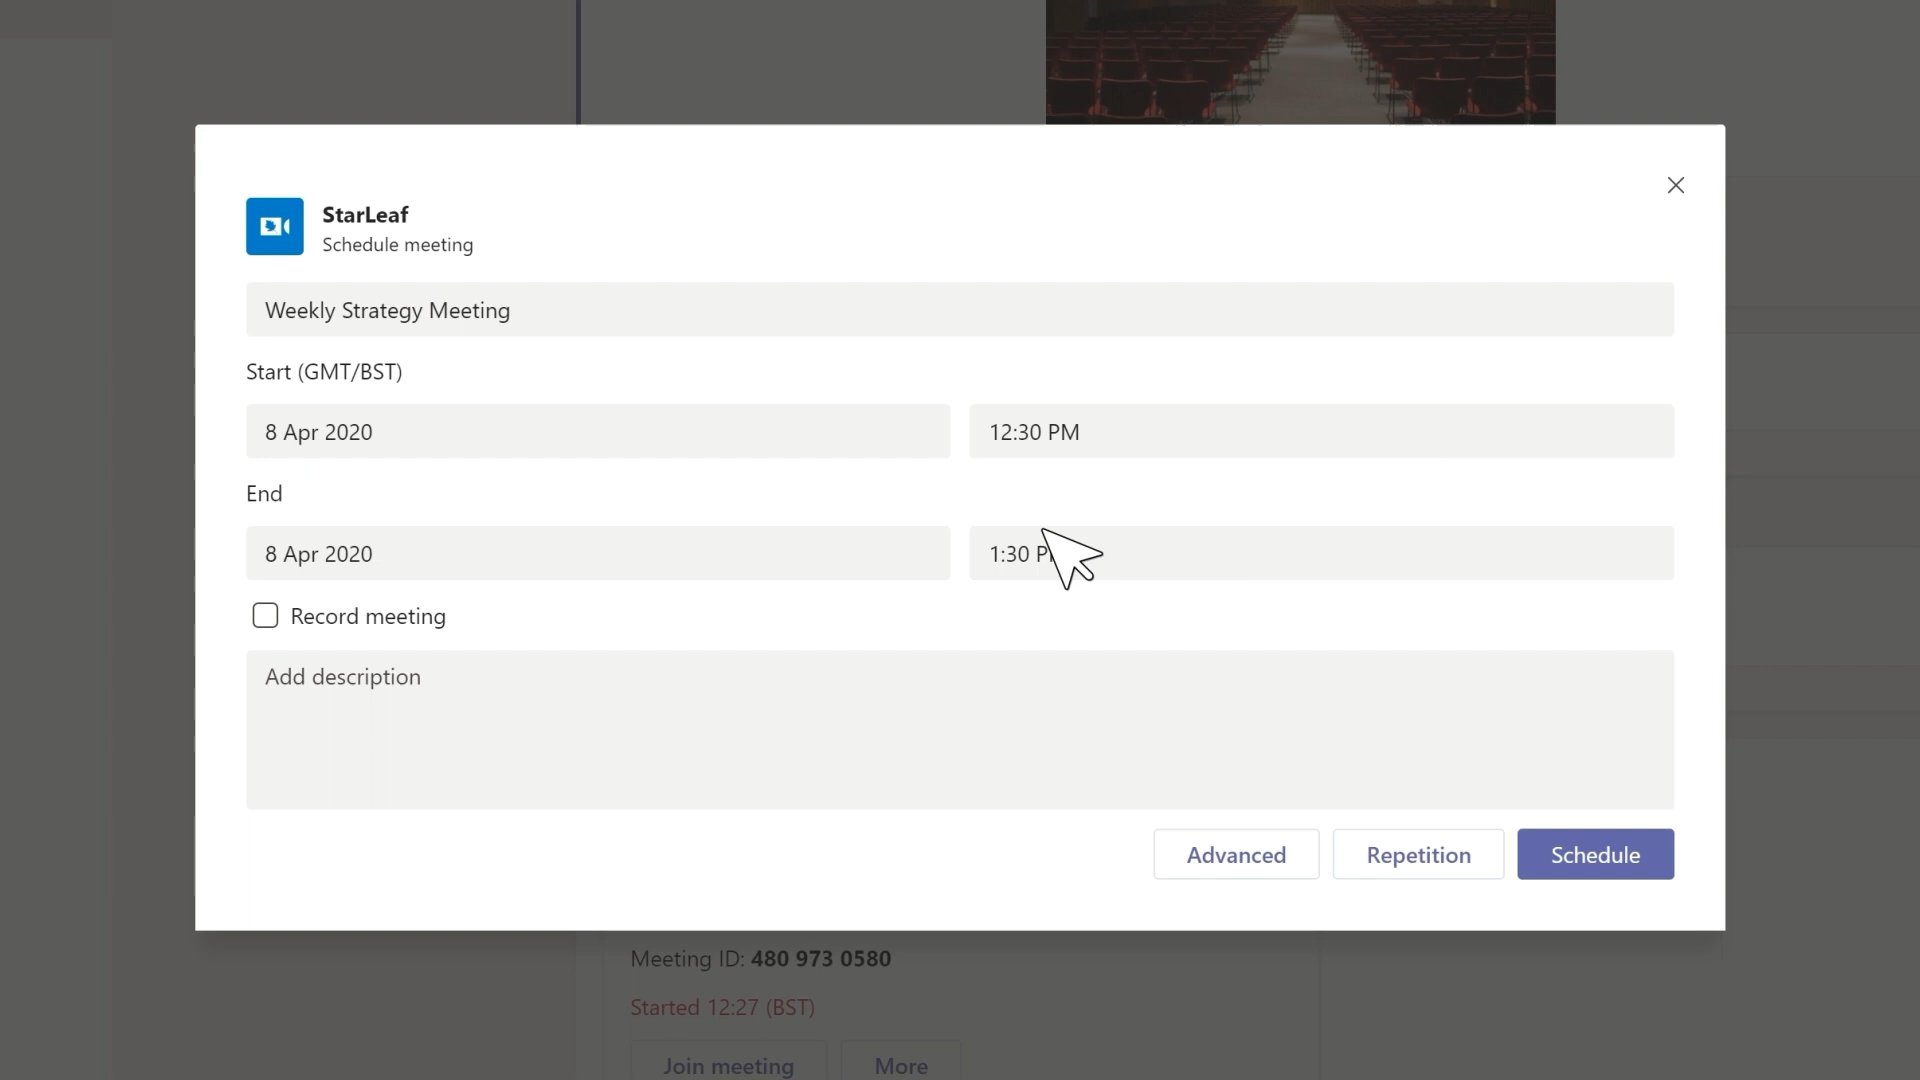 StarLeaf
Schedule meeting
Weekly Strategy Meeting
Start (GMT/BST)
8 Apr 2020
12:30 PM
End
8 Apr 2020
1:30 P
Record meeting
Add description
Advanced
Repetition
Schedule
Meeting ID: 480 973 0580
Started 12:27 (BST)
Join meeting
More